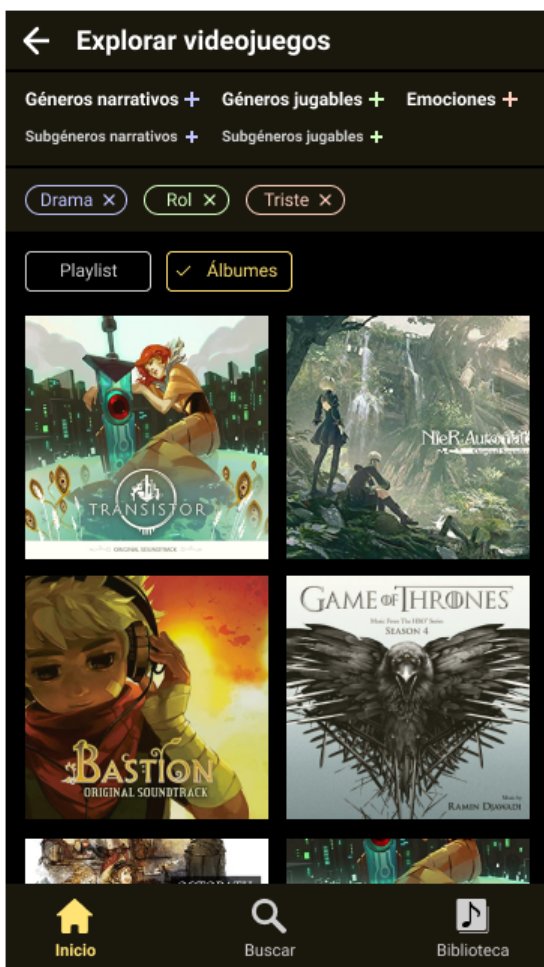 Explorar videojuegos
Géneros narrativos + Géneros jugables + Emociones +
Subgéneros narrativos + Subgéneros jugables +
Drama × Rol × Triste ×
Playlist ✓ Álbumes
TRANSISTOR
ORIGINAL SOUNDTRACK
NieR:Automat
BASTION
ORIGINAL SOUNDTRACK
GAME OF THRONES
Music From The HBO® Series
SEASON 4
Music by
RAMIN DJAWADI
Inicio Buscar Biblioteca